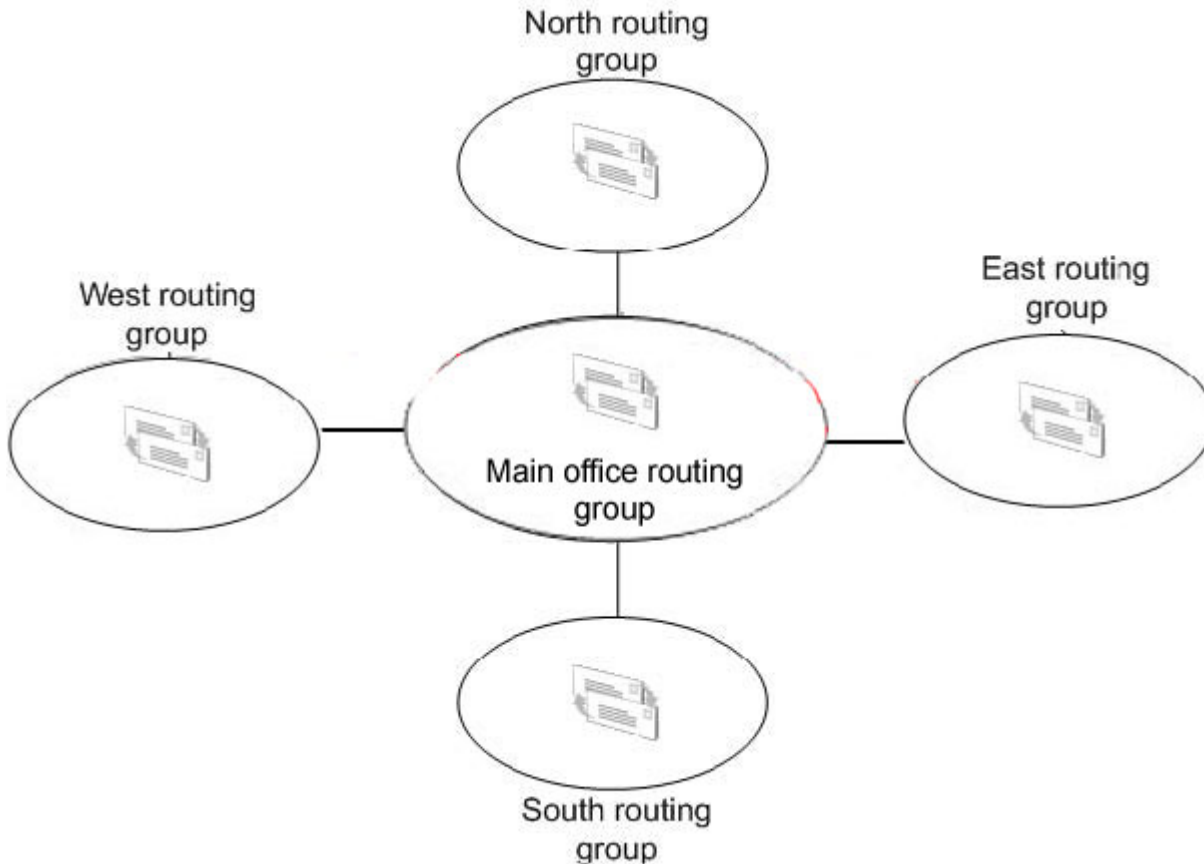 North routing
group
West routing
group
East routing
group
Main office routing
group
South routing
group